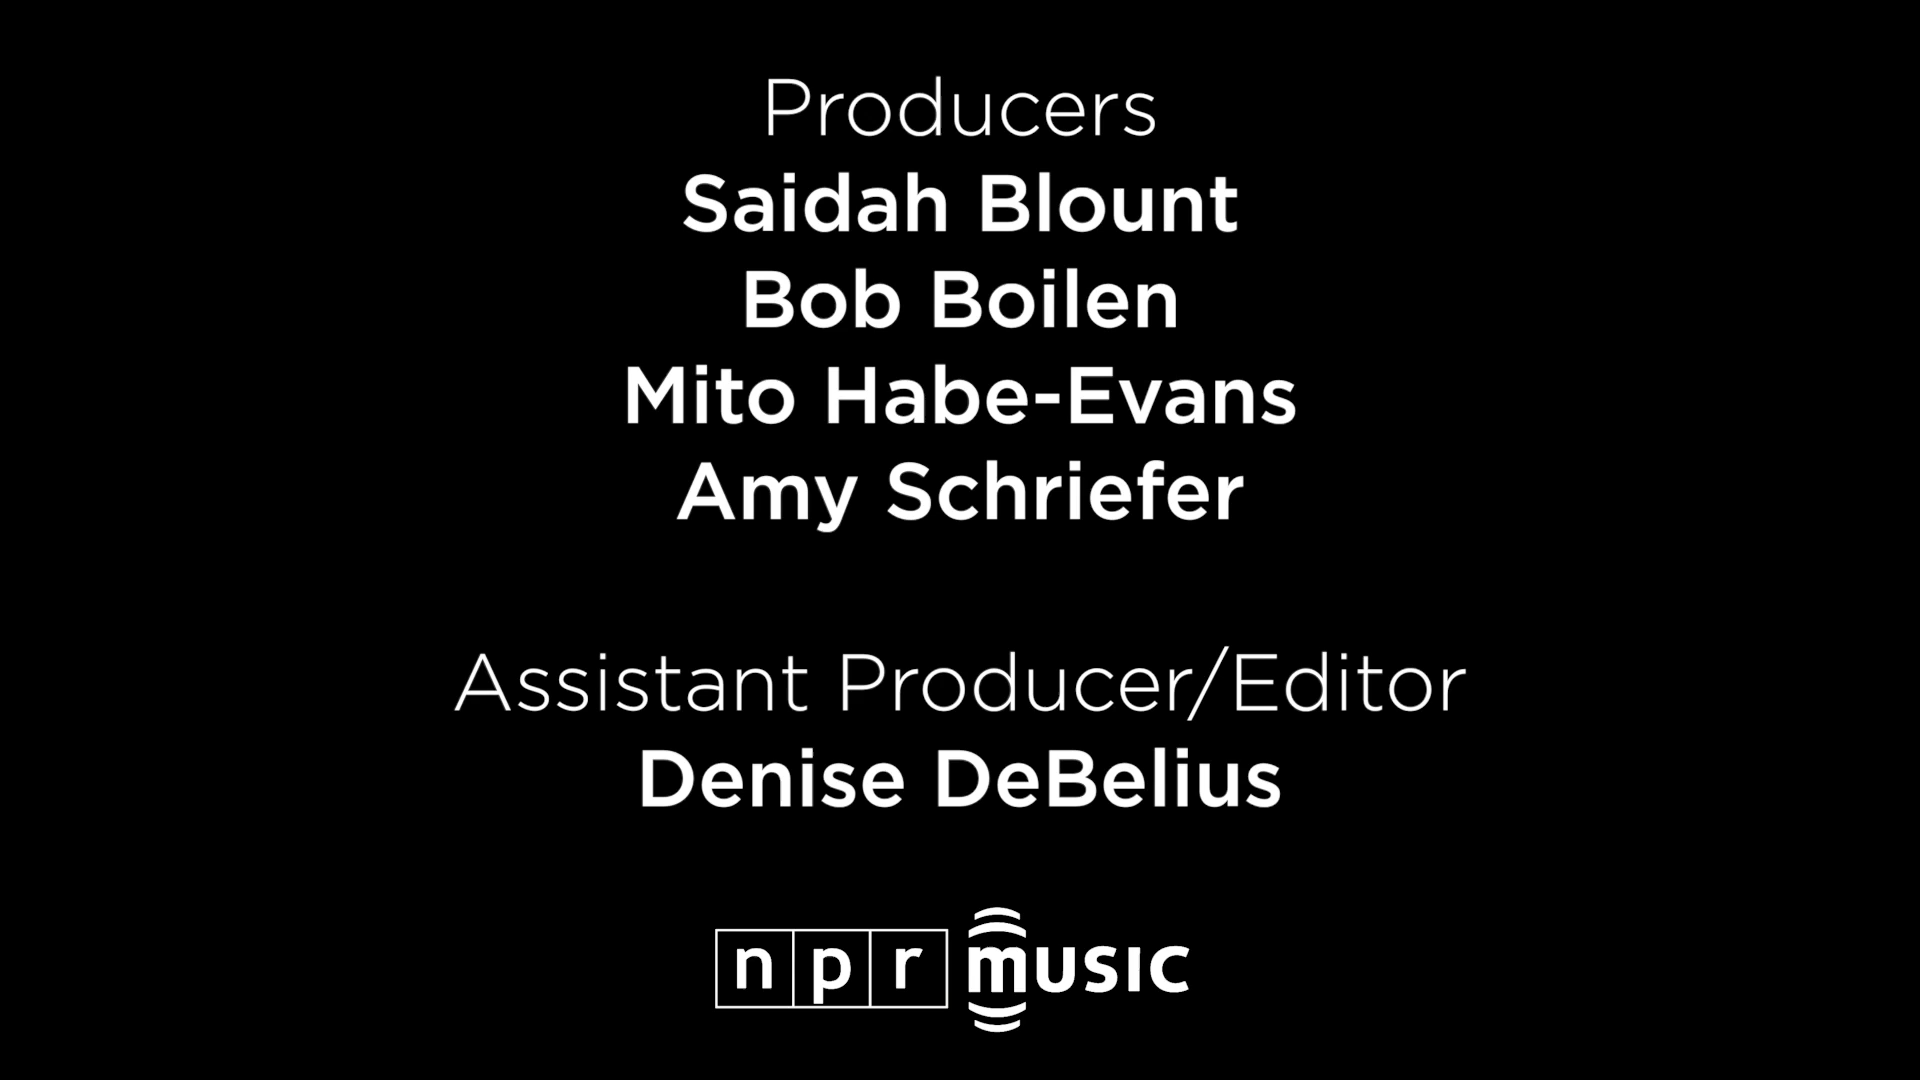 Producers
Saidah Blount
Bob Boilen
Mito Habe-Evans
Amy Schriefer
Assistant Producer/Editor
Denise DeBelius
npr music